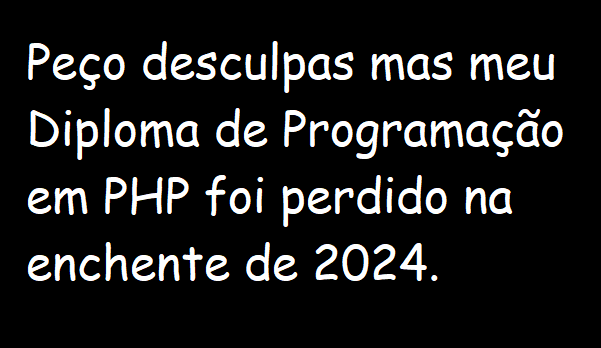 Peço desculpas mas meu
Diploma de Programação
em PHP foi perdido na
enchente de 2024.